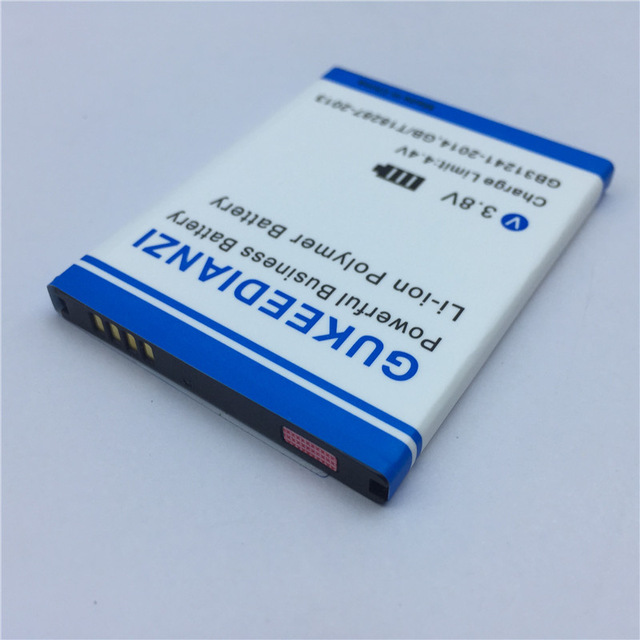 GUKEEDIANZI
Powerful Business Battery
Li-ion Polymer Battery
V 3.8V
Charge Limit:4.4V
GB31241-2014,GB/T18287-2013